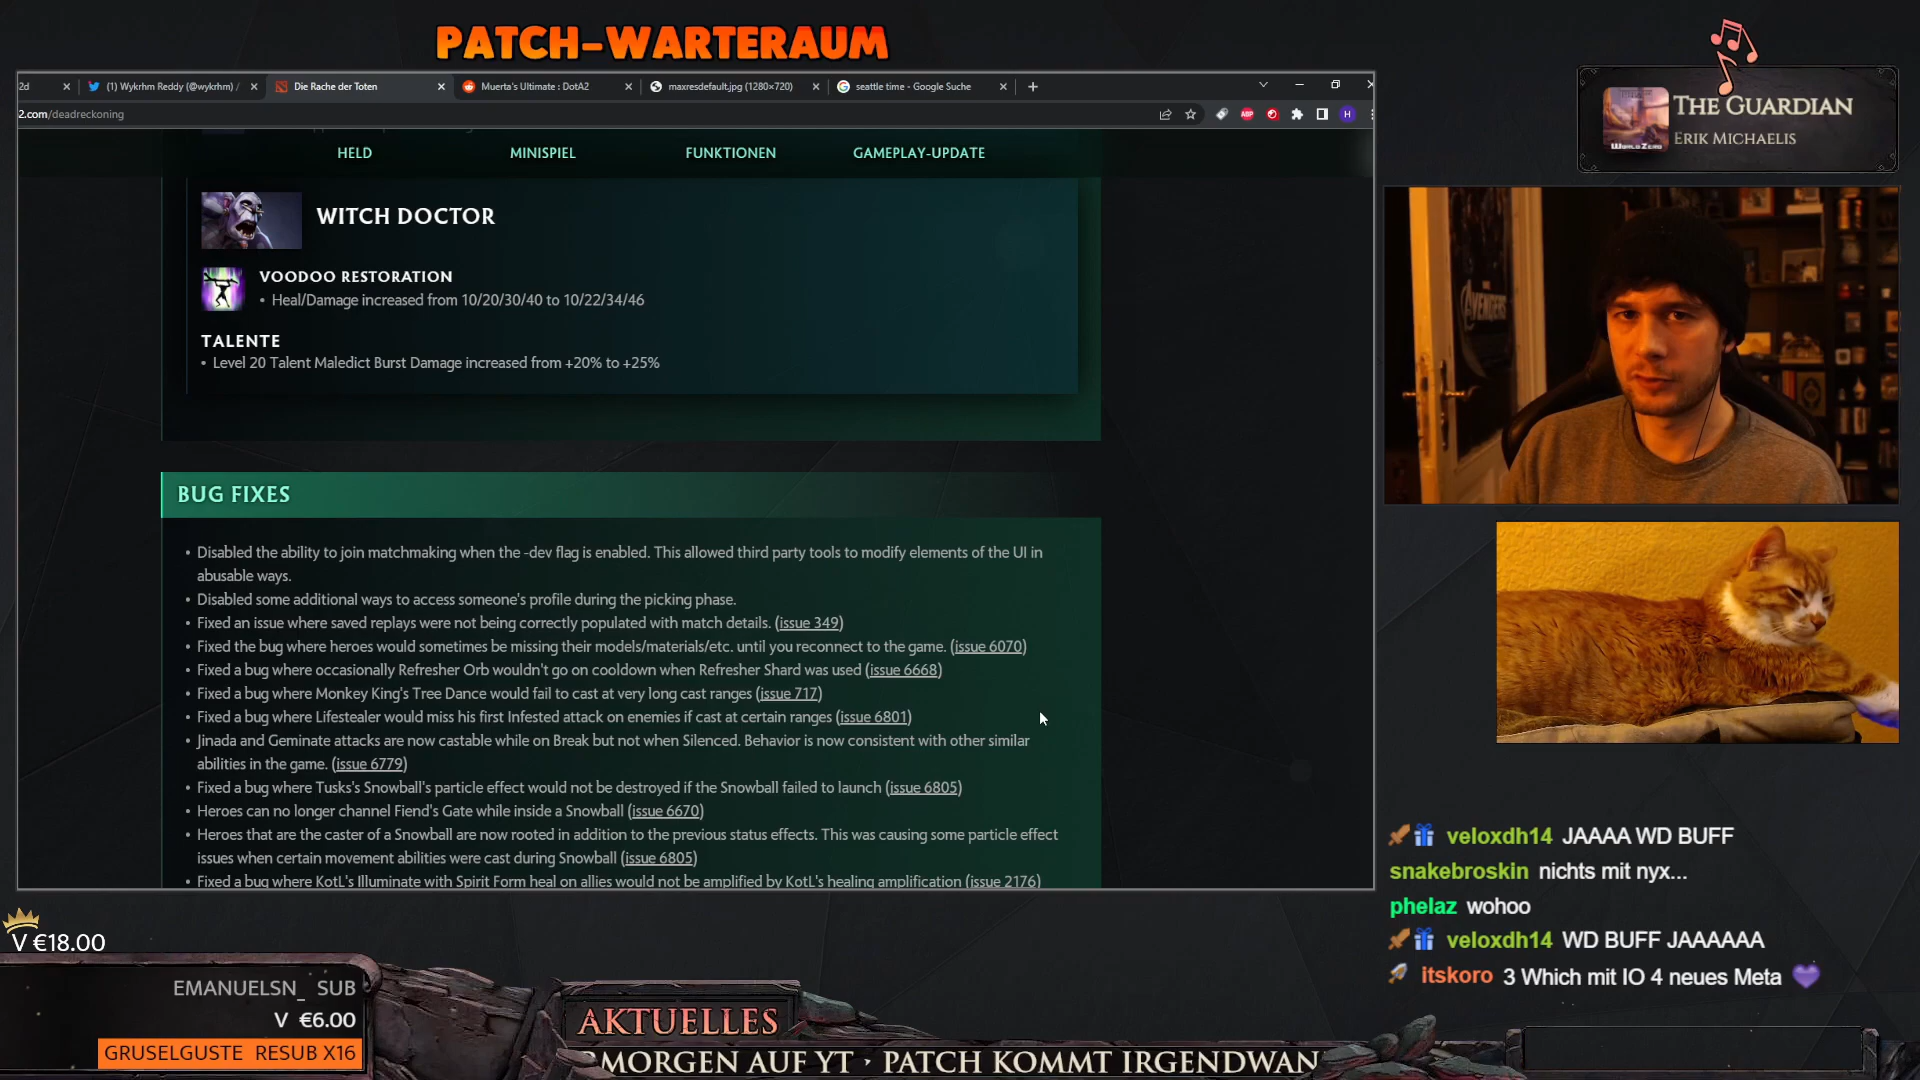 PATCH-WARTERAUM
2d
(1) Wykrhm Reddy (@wykrhm) /
Die Rache der Toten
Muerta's Ultimate : DotA2
maxresdefault.jpg (1280×720)
seattle time - Google Suche
2.com/deadreckoning
ABP
H
HELD
MINISPIEL
FUNKTIONEN
GAMEPLAY-UPDATE
WITCH DOCTOR
VOODOO RESTORATION
• Heal/Damage increased from 10/20/30/40 to 10/22/34/46
TALENTE
• Level 20 Talent Maledict Burst Damage increased from +20% to +25%
BUG FIXES
• Disabled the ability to join matchmaking when the -dev flag is enabled. This allowed third party tools to modify elements of the UI in
abusable ways.
• Disabled some additional ways to access someone's profile during the picking phase.
• Fixed an issue where saved replays were not being correctly populated with match details. (issue 349)
• Fixed the bug where heroes would sometimes be missing their models/materials/etc. until you reconnect to the game. (issue 6070)
• Fixed a bug where occasionally Refresher Orb wouldn't go on cooldown when Refresher Shard was used (issue 6668)
• Fixed a bug where Monkey King's Tree Dance would fail to cast at very long cast ranges (issue 717)
• Fixed a bug where Lifestealer would miss his first Infested attack on enemies if cast at certain ranges (issue 6801)
• Jinada and Geminate attacks are now castable while on Break but not when Silenced. Behavior is now consistent with other similar
abilities in the game. (issue 6779)
• Fixed a bug where Tusks's Snowball's particle effect would not be destroyed if the Snowball failed to launch (issue 6805)
• Heroes can no longer channel Fiend's Gate while inside a Snowball (issue 6670)
• Heroes that are the caster of a Snowball are now rooted in addition to the previous status effects. This was causing some particle effect
issues when certain movement abilities were cast during Snowball (issue 6805)
• Fixed a bug where KotL's Illuminate with Spirit Form heal on allies would not be amplified by KotL's healing amplification (issue 2176)
THE GUARDIAN
ERIK MICHAELIS
WORLD ZERO
AVENGERS
veloxdh14 JAAAA WD BUFF
snakebroskin nichts mit nyx...
phelaz wohoo
veloxdh14 WD BUFF JAAAAAA
itskoro 3 Which mit IO 4 neues Meta
V €18.00
EMANUELSN_ SUB
V €6.00
GRUSELGUSTE RESUB X16
AKTUELLES
MORGEN AUF YT · PATCH KOMMT IRGENDWAN